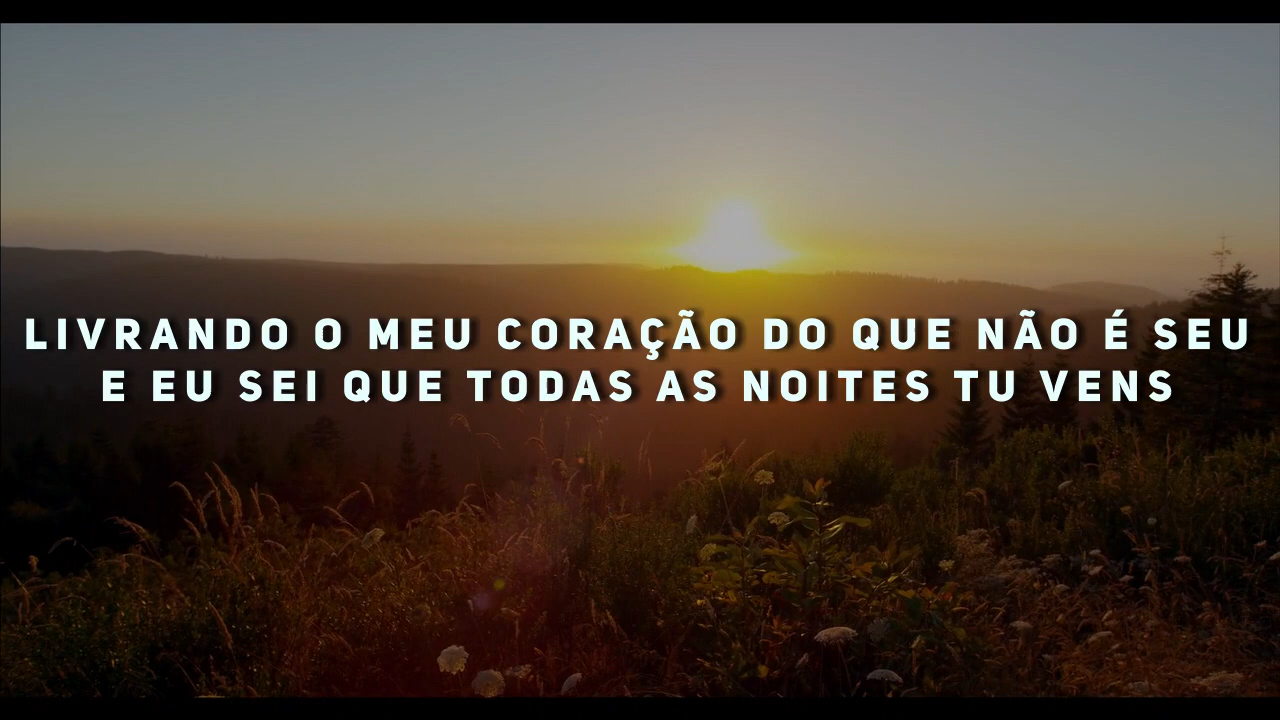 LIVRANDO O MEU CORAÇÃO DO QUE NÃO É SEU
E EU SEI QUE TODAS AS NOITES TU VENS